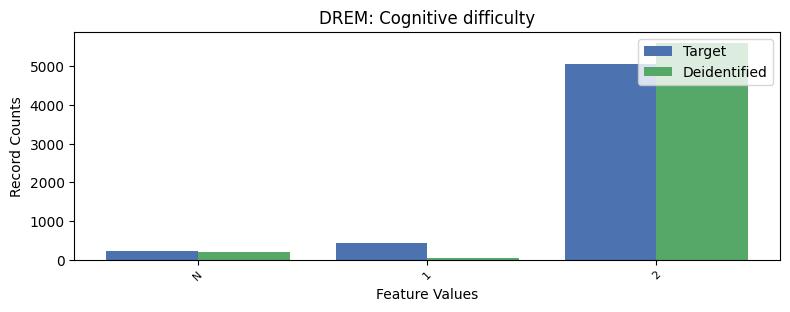 DREM: Cognitive difficulty
Target
Deidentified
Record Counts
5000
4000
3000
2000
1000
0
N
1
2
Feature Values